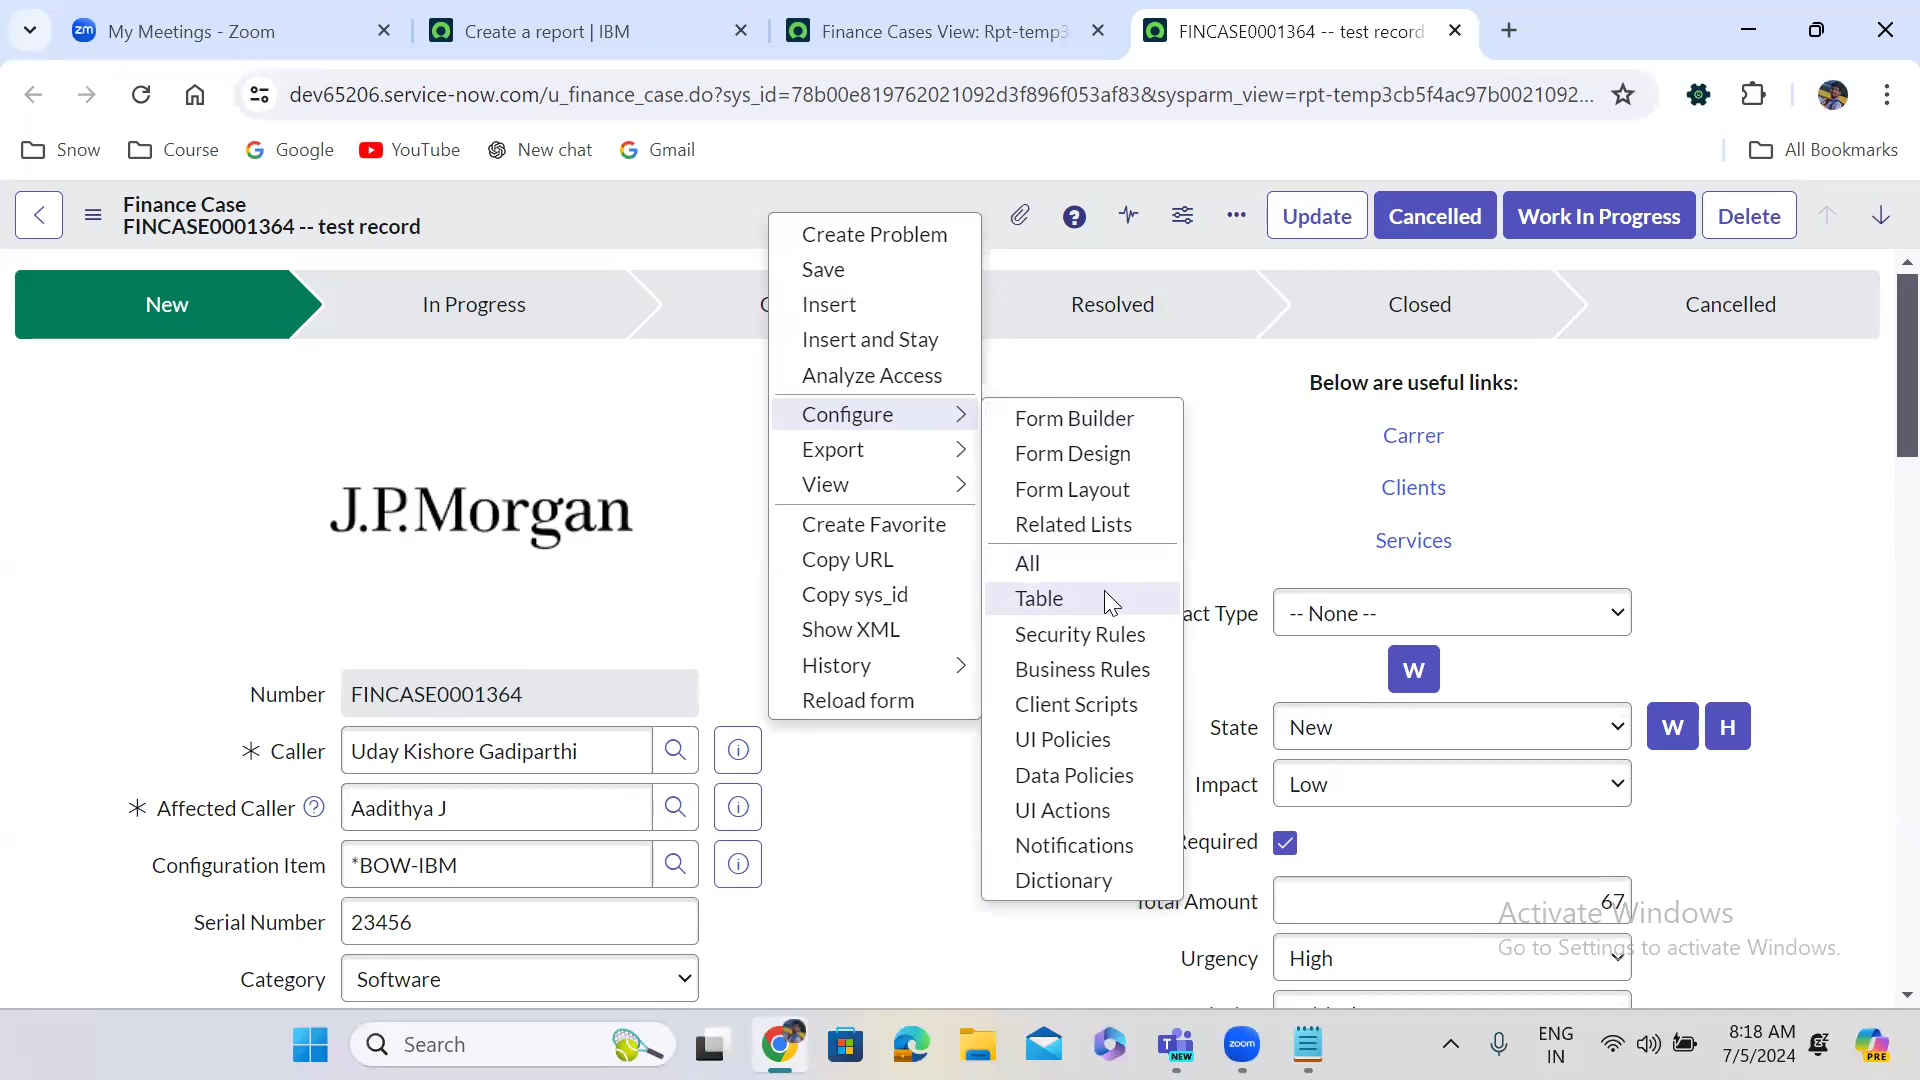 My Meetings - Zoom
Create a report | IBM
Finance Cases View: Rpt-temp3
FINCASE0001364 -- test record
dev65206.service-now.com/u_finance_case.do?sys_id=78b00e819762021092d3f896f053af83&sysparm_view=rpt-temp3cb5f4ac97b0021092...
Snow
Course
Google
YouTube
New chat
Gmail
All Bookmarks
Finance Case
FINCASE0001364 -- test record
Update
Cancelled
Work In Progress
Delete
New
In Progress
Resolved
Closed
Cancelled
Create Problem
Save
Insert
Insert and Stay
Analyze Access
Configure
Export
View
Create Favorite
Copy URL
Copy sys_id
Show XML
History
Reload form
Form Builder
Form Design
Form Layout
Related Lists
All
Table
Security Rules
Business Rules
Client Scripts
UI Policies
Data Policies
UI Actions
Notifications
Dictionary
J.P.Morgan
Below are useful links:
Carrer
Clients
Services
Number FINCASE0001364
Caller Uday Kishore Gadiparthi
Affected Caller Aadithya J
Configuration Item *BOW-IBM
Serial Number 23456
Category Software
act Type -- None --
W
State New W H
Impact Low
Required
Total Amount 67
Urgency High
Activate Windows
Go to Settings to activate Windows.
Search
NEW
zoom
ENG
IN
8:18 AM
7/5/2024
PRE